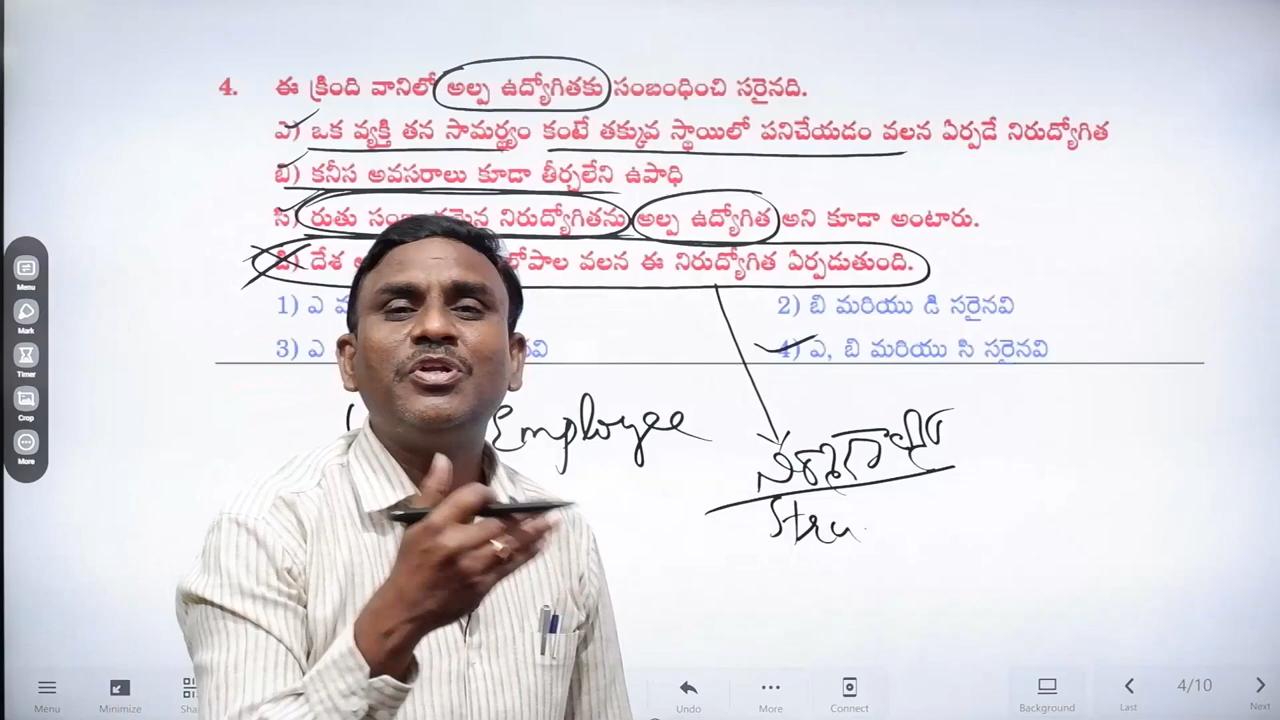 4. ఈ క్రింది వానిలో అల్ప ఉద్యోగితకు సంబంధించి సరైనది.
ఎ) ఒక వ్యక్తి తన సామర్థ్యం కంటే తక్కువ స్థాయిలో పనిచేయడం వలన ఏర్పడే నిరుద్యోగిత
బి) కనీస అవసరాలు కూడా తీర్చలేని ఉపాధి
సి) రుతు నిరుద్యోగితను అల్ప ఉద్యోగిత అని కూడా అంటారు.
డి) దేశ వలన ఈ నిరుద్యోగిత ఏర్పడుతుంది.
1) ఎ 2) బి మరియు డి సరైనవి
3) ఎ 4) ఎ, బి మరియు సి సరైనవి
Employee
Stru
Menu
Mark
Timer
Crop
More
Menu Minimize Undo More Connect Background Last 4/10 Next